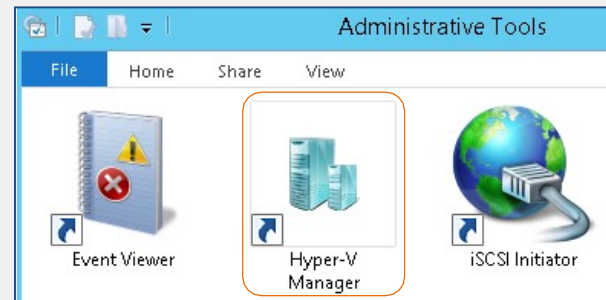 Administrative Tools
File Home Share View
Event Viewer Hyper-V Manager iSCSI Initiator